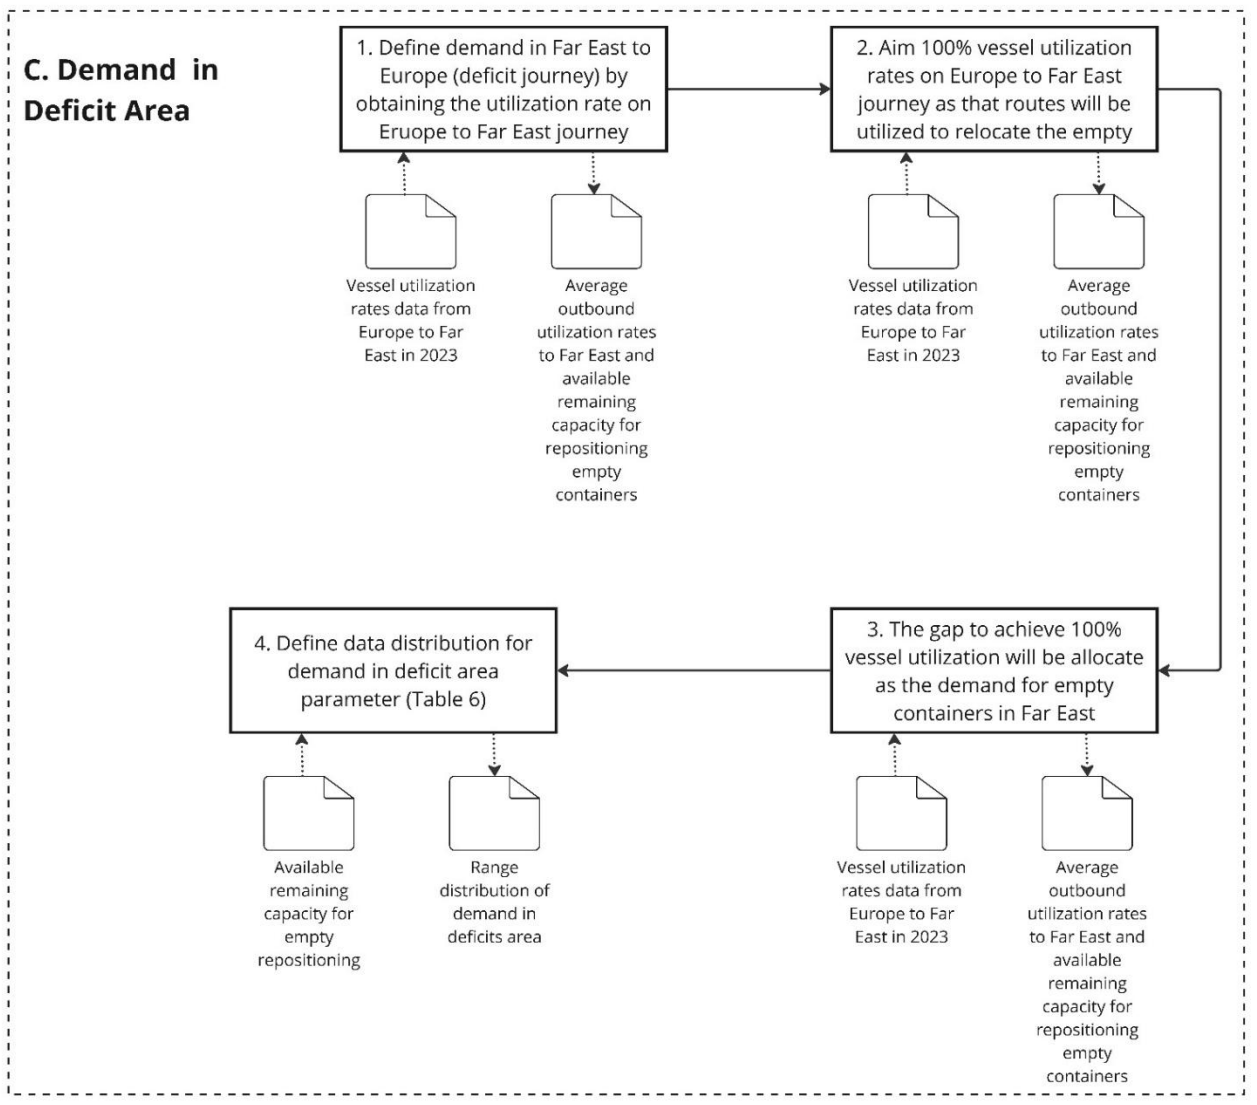 C. Demand in
Deficit Area
1. Define demand in Far East to
Europe (deficit journey) by
obtaining the utilization rate on
Eruope to Far East journey
2. Aim 100% vessel utilization
rates on Europe to Far East
journey as that routes will be
utilized to relocate the empty
Vessel utilization
rates data from
Europe to Far
East in 2023
Average
outbound
utilization rates
to Far East and
available
remaining
capacity for
repositioning
empty
containers
Vessel utilization
rates data from
Europe to Far
East in 2023
Average
outbound
utilization rates
to Far East and
available
remaining
capacity for
repositioning
empty
containers
3. The gap to achieve 100%
vessel utilization will be allocate
as the demand for empty
containers in Far East
Vessel utilization
rates data from
Europe to Far
East in 2023
Average
outbound
utilization rates
to Far East and
available
remaining
capacity for
repositioning
empty
containers
4. Define data distribution for
demand in deficit area
parameter (Table 6)
Available
remaining
capacity for
empty
repositioning
Range
distribution of
demand in
deficits area